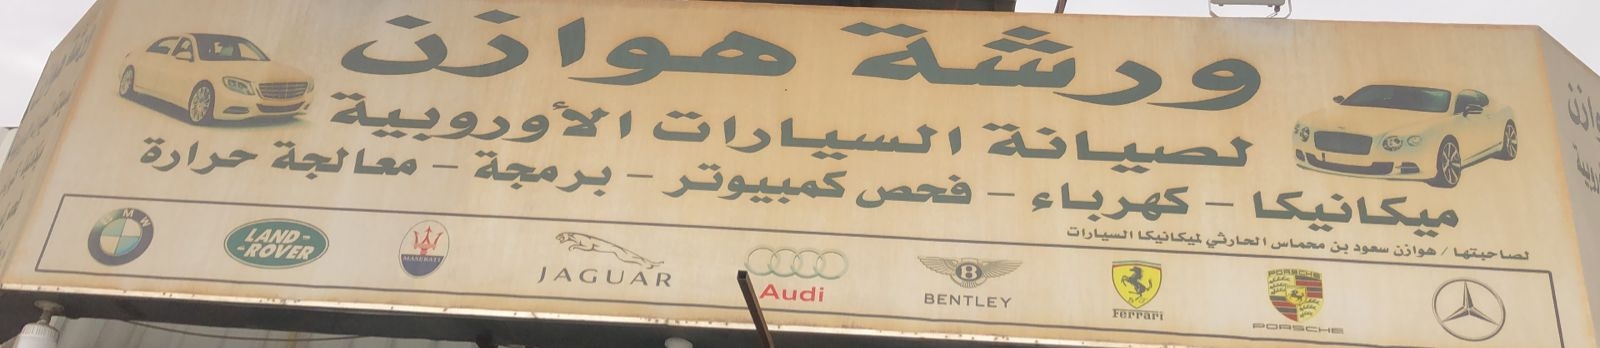 ورشة هوازن
لصيانة السيارات الأوروبية
ميكانيكا - كهرباء - فحص كمبيوتر - برمجة - معالجة حرارة
لصاحبتها / هوازن سعود بن محماس الحارثي لميكانيكا السيارات
BMW
LAND-
-ROVER
MASERATI
JAGUAR
Audi
B
BENTLEY
Ferrari
PORSCHE
PORSCHE